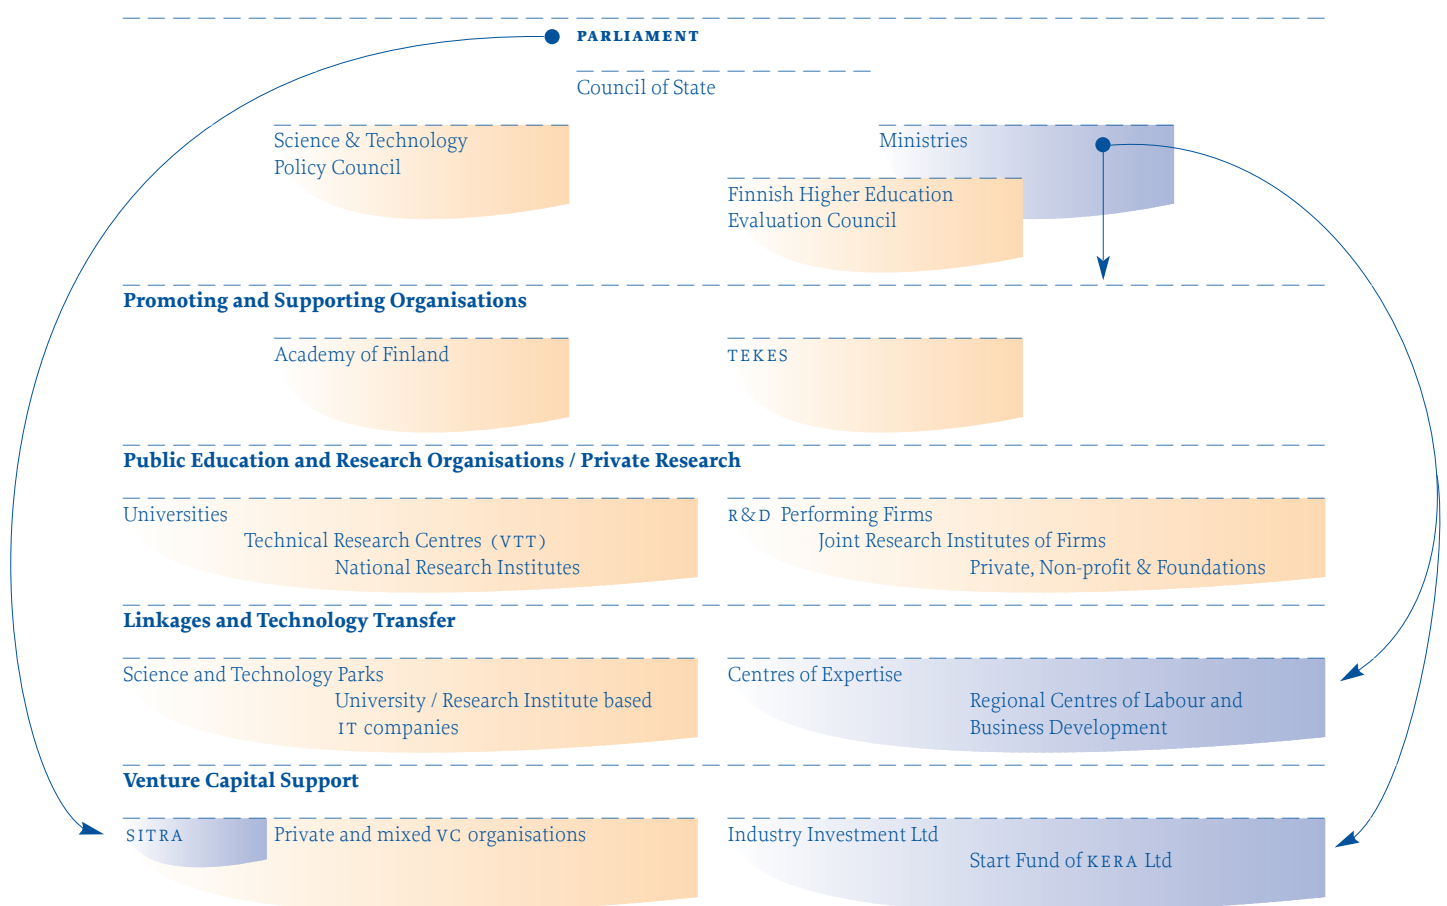 PARLIAMENT
Council of State
Science & Technology
Policy Council
Ministries
Finnish Higher Education
Evaluation Council
Promoting and Supporting Organisations
Academy of Finland
TEKES
Public Education and Research Organisations / Private Research
Universities
Technical Research Centres (VTT)
National Research Institutes
R&D Performing Firms
Joint Research Institutes of Firms
Private, Non-profit & Foundations
Linkages and Technology Transfer
Science and Technology Parks
University / Research Institute based
IT companies
Centres of Expertise
Regional Centres of Labour and
Business Development
Venture Capital Support
SITRA
Private and mixed VC organisations
Industry Investment Ltd
Start Fund of KERA Ltd